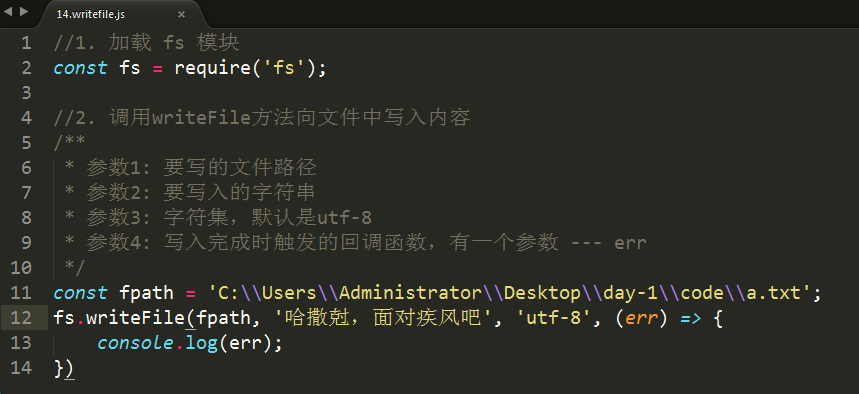 14.writefile.js
1 //1. 加载 fs 模块
2 const fs = require('fs');
3
4 //2. 调用writeFile方法向文件中写入内容
5 /**
6  * 参数1: 要写的文件路径
7  * 参数2: 要写入的字符串
8  * 参数3: 字符集，默认是utf-8
9  * 参数4: 写入完成时触发的回调函数，有一个参数 --- err
10  */
11 const fpath = 'C:\\Users\\Administrator\\Desktop\\day-1\\code\\a.txt';
12 fs.writeFile(fpath, '哈撒兙，面对疾风吧', 'utf-8', (err) => {
13     console.log(err);
14 })